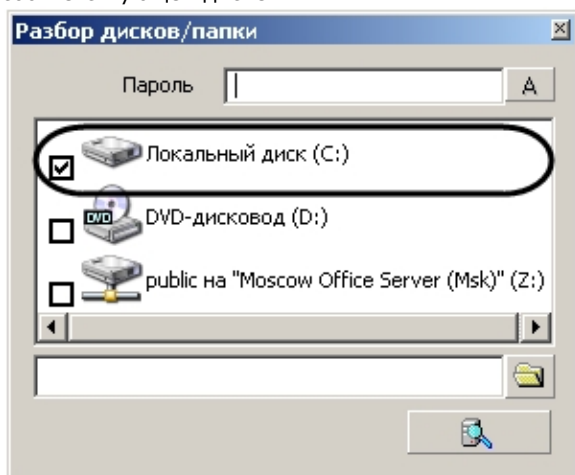 Разбор дисков/папки
Пароль
A
Локальный диск (C:)
DVD-дисковод (D:)
DVD
public на "Moscow Office Server (Msk)" (Z:)